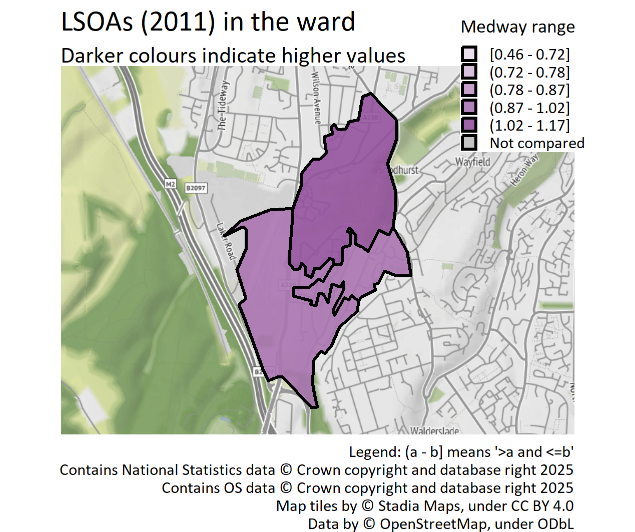 LSOAs (2011) in the ward
Darker colours indicate higher values
Medway range
[0.46 - 0.72]
(0.72 - 0.78]
(0.78 - 0.87]
(0.87 - 1.02]
(1.02 - 1.17]
Not compared
The-Tideway
Wilson-Avenue
M2
B2097
dhurst
Wayfield
Heron-Way
Laker-Road
B2
Walderslade
Legend: (a - b] means '>a and <=b'
Contains National Statistics data © Crown copyright and database right 2025
Contains OS data © Crown copyright and database right 2025
Map tiles by © Stadia Maps, under CC BY 4.0
Data by © OpenStreetMap, under ODbL